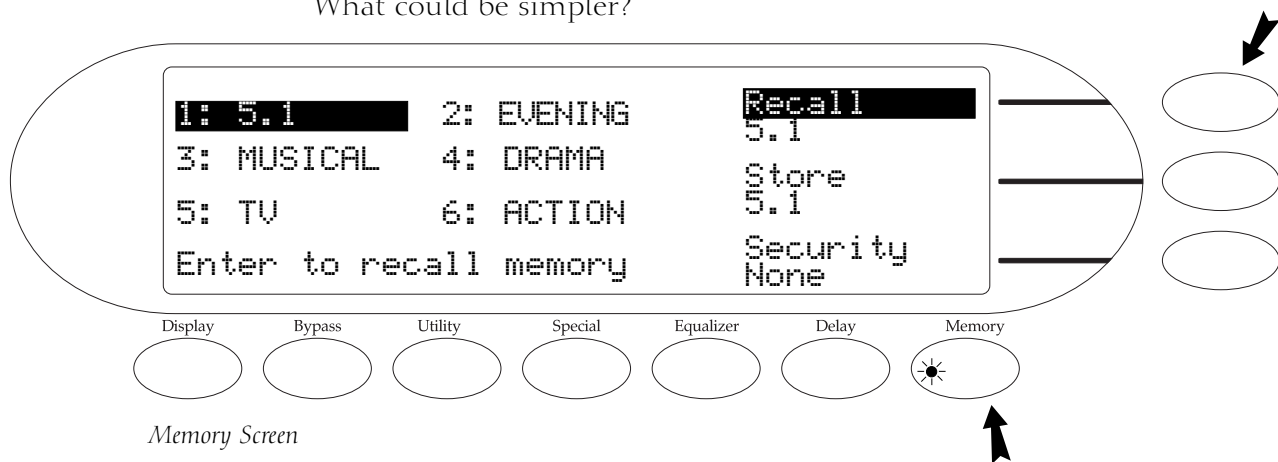 What could be simpler?
1: 5.1
2: EVENING
3: MUSICAL
4: DRAMA
5: TV
6: ACTION
Enter to recall memory
Recall
5.1
Store
5.1
Security
None
Display Bypass Utility Special Equalizer Delay Memory
Memory Screen